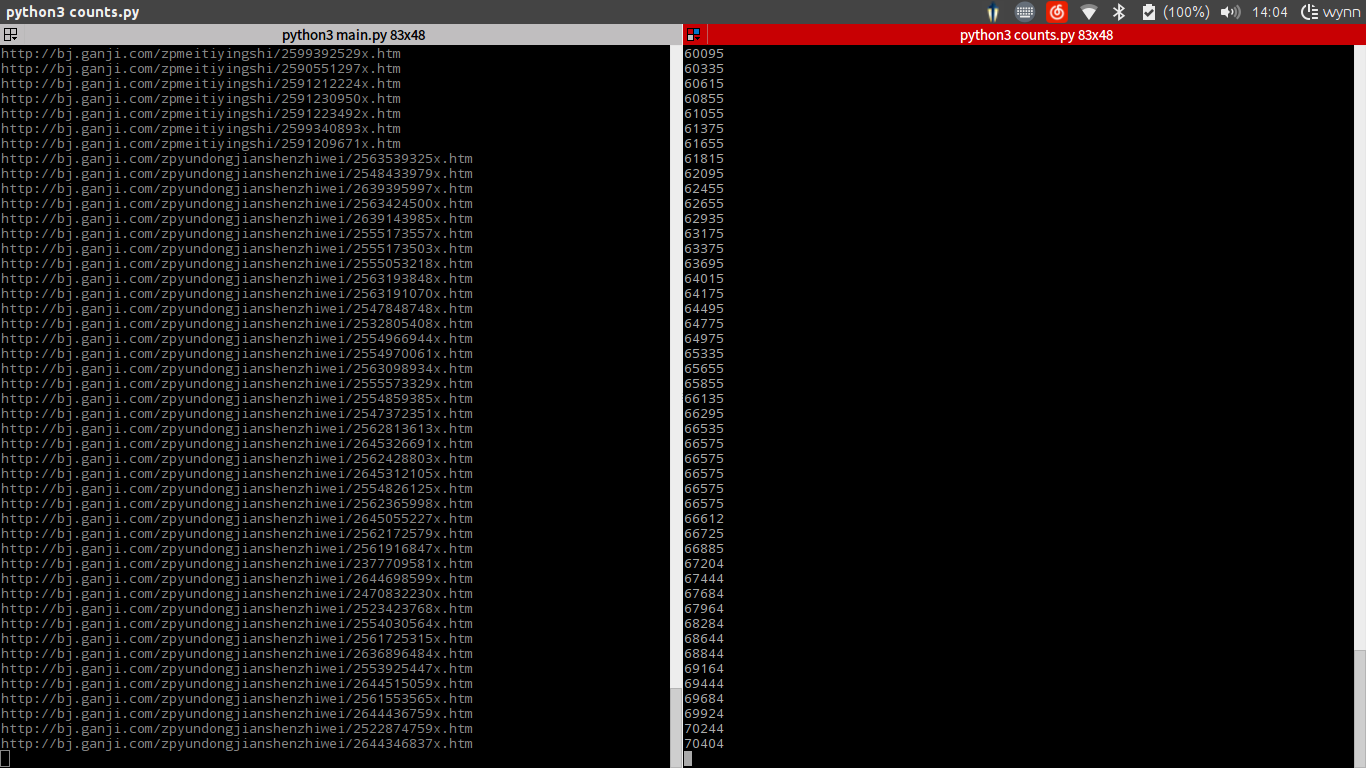 python3 counts.py
(100%)
14:04
wynn
python3 main.py 83x48
http://bj.ganji.com/zpmeitiyingshi/2599392529x.htm
http://bj.ganji.com/zpmeitiyingshi/2590551297x.htm
http://bj.ganji.com/zpmeitiyingshi/2591212224x.htm
http://bj.ganji.com/zpmeitiyingshi/2591230950x.htm
http://bj.ganji.com/zpmeitiyingshi/2591223492x.htm
http://bj.ganji.com/zpmeitiyingshi/2599340893x.htm
http://bj.ganji.com/zpmeitiyingshi/2591209671x.htm
http://bj.ganji.com/zpyundongjianshenzhiwei/2563539325x.htm
http://bj.ganji.com/zpyundongjianshenzhiwei/2548433979x.htm
http://bj.ganji.com/zpyundongjianshenzhiwei/2639395997x.htm
http://bj.ganji.com/zpyundongjianshenzhiwei/2563424500x.htm
http://bj.ganji.com/zpyundongjianshenzhiwei/2639143985x.htm
http://bj.ganji.com/zpyundongjianshenzhiwei/2555173557x.htm
http://bj.ganji.com/zpyundongjianshenzhiwei/2555173503x.htm
http://bj.ganji.com/zpyundongjianshenzhiwei/2555053218x.htm
http://bj.ganji.com/zpyundongjianshenzhiwei/2563193848x.htm
http://bj.ganji.com/zpyundongjianshenzhiwei/2563191070x.htm
http://bj.ganji.com/zpyundongjianshenzhiwei/2547848748x.htm
http://bj.ganji.com/zpyundongjianshenzhiwei/2532805408x.htm
http://bj.ganji.com/zpyundongjianshenzhiwei/2554966944x.htm
http://bj.ganji.com/zpyundongjianshenzhiwei/2554970061x.htm
http://bj.ganji.com/zpyundongjianshenzhiwei/2563098934x.htm
http://bj.ganji.com/zpyundongjianshenzhiwei/2555573329x.htm
http://bj.ganji.com/zpyundongjianshenzhiwei/2554859385x.htm
http://bj.ganji.com/zpyundongjianshenzhiwei/2547372351x.htm
http://bj.ganji.com/zpyundongjianshenzhiwei/2562813613x.htm
http://bj.ganji.com/zpyundongjianshenzhiwei/2645326691x.htm
http://bj.ganji.com/zpyundongjianshenzhiwei/2562428803x.htm
http://bj.ganji.com/zpyundongjianshenzhiwei/2645312105x.htm
http://bj.ganji.com/zpyundongjianshenzhiwei/2554826125x.htm
http://bj.ganji.com/zpyundongjianshenzhiwei/2562365998x.htm
http://bj.ganji.com/zpyundongjianshenzhiwei/2645055227x.htm
http://bj.ganji.com/zpyundongjianshenzhiwei/2562172579x.htm
http://bj.ganji.com/zpyundongjianshenzhiwei/2561916847x.htm
http://bj.ganji.com/zpyundongjianshenzhiwei/2377709581x.htm
http://bj.ganji.com/zpyundongjianshenzhiwei/2644698599x.htm
http://bj.ganji.com/zpyundongjianshenzhiwei/2470832230x.htm
http://bj.ganji.com/zpyundongjianshenzhiwei/2523423768x.htm
http://bj.ganji.com/zpyundongjianshenzhiwei/2554030564x.htm
http://bj.ganji.com/zpyundongjianshenzhiwei/2561725315x.htm
http://bj.ganji.com/zpyundongjianshenzhiwei/2636896484x.htm
http://bj.ganji.com/zpyundongjianshenzhiwei/2553925447x.htm
http://bj.ganji.com/zpyundongjianshenzhiwei/2644515059x.htm
http://bj.ganji.com/zpyundongjianshenzhiwei/2561553565x.htm
http://bj.ganji.com/zpyundongjianshenzhiwei/2644436759x.htm
http://bj.ganji.com/zpyundongjianshenzhiwei/2522874759x.htm
http://bj.ganji.com/zpyundongjianshenzhiwei/2644346837x.htm
python3 counts.py 83x48
60095
60335
60615
60855
61055
61375
61655
61815
62095
62455
62655
62935
63175
63375
63695
64015
64175
64495
64775
64975
65335
65655
65855
66135
66295
66535
66575
66575
66575
66575
66575
66612
66725
66885
67204
67444
67684
67964
68284
68644
68844
69164
69444
69684
69924
70244
70404